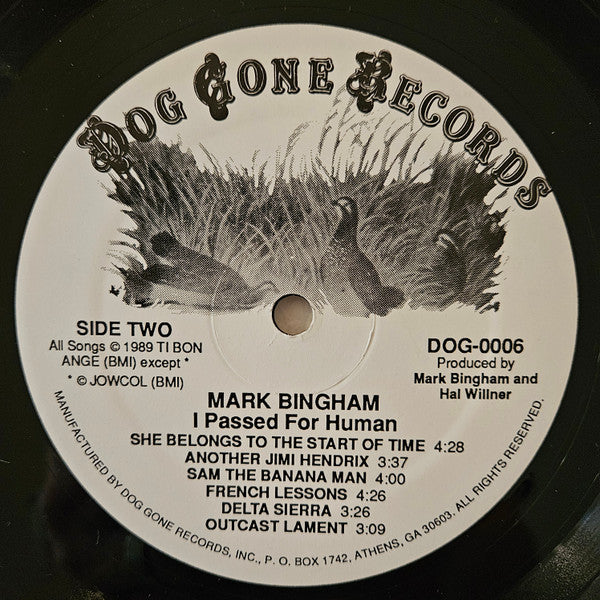 DOG GONE RECORDS
SIDE TWO
All Songs © 1989 TI BON
ANGE (BMI) except *
* © JOWCOL (BMI)
DOG-0006
Produced by
Mark Bingham and
Hal Willner
MARK BINGHAM
I Passed For Human
SHE BELONGS TO THE START OF TIME 4:28
ANOTHER JIMI HENDRIX 3:37
SAM THE BANANA MAN 4:00
FRENCH LESSONS 4:26
DELTA SIERRA 3:26
OUTCAST LAMENT 3:09
MANUFACTURED BY DOG GONE RECORDS, INC., P. O. BOX 1742, ATHENS, GA 30603. ALL RIGHTS RESERVED.